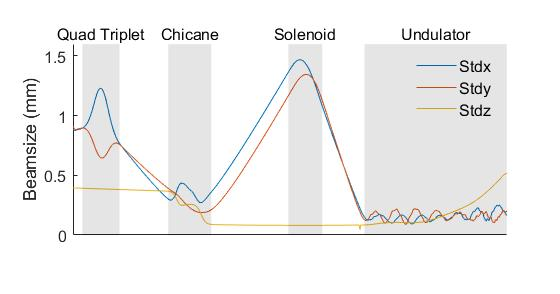 Quad Triplet Chicane Solenoid Undulator
1.5
1
0.5
0
Beamsize (mm)
Stdx
Stdy
Stdz